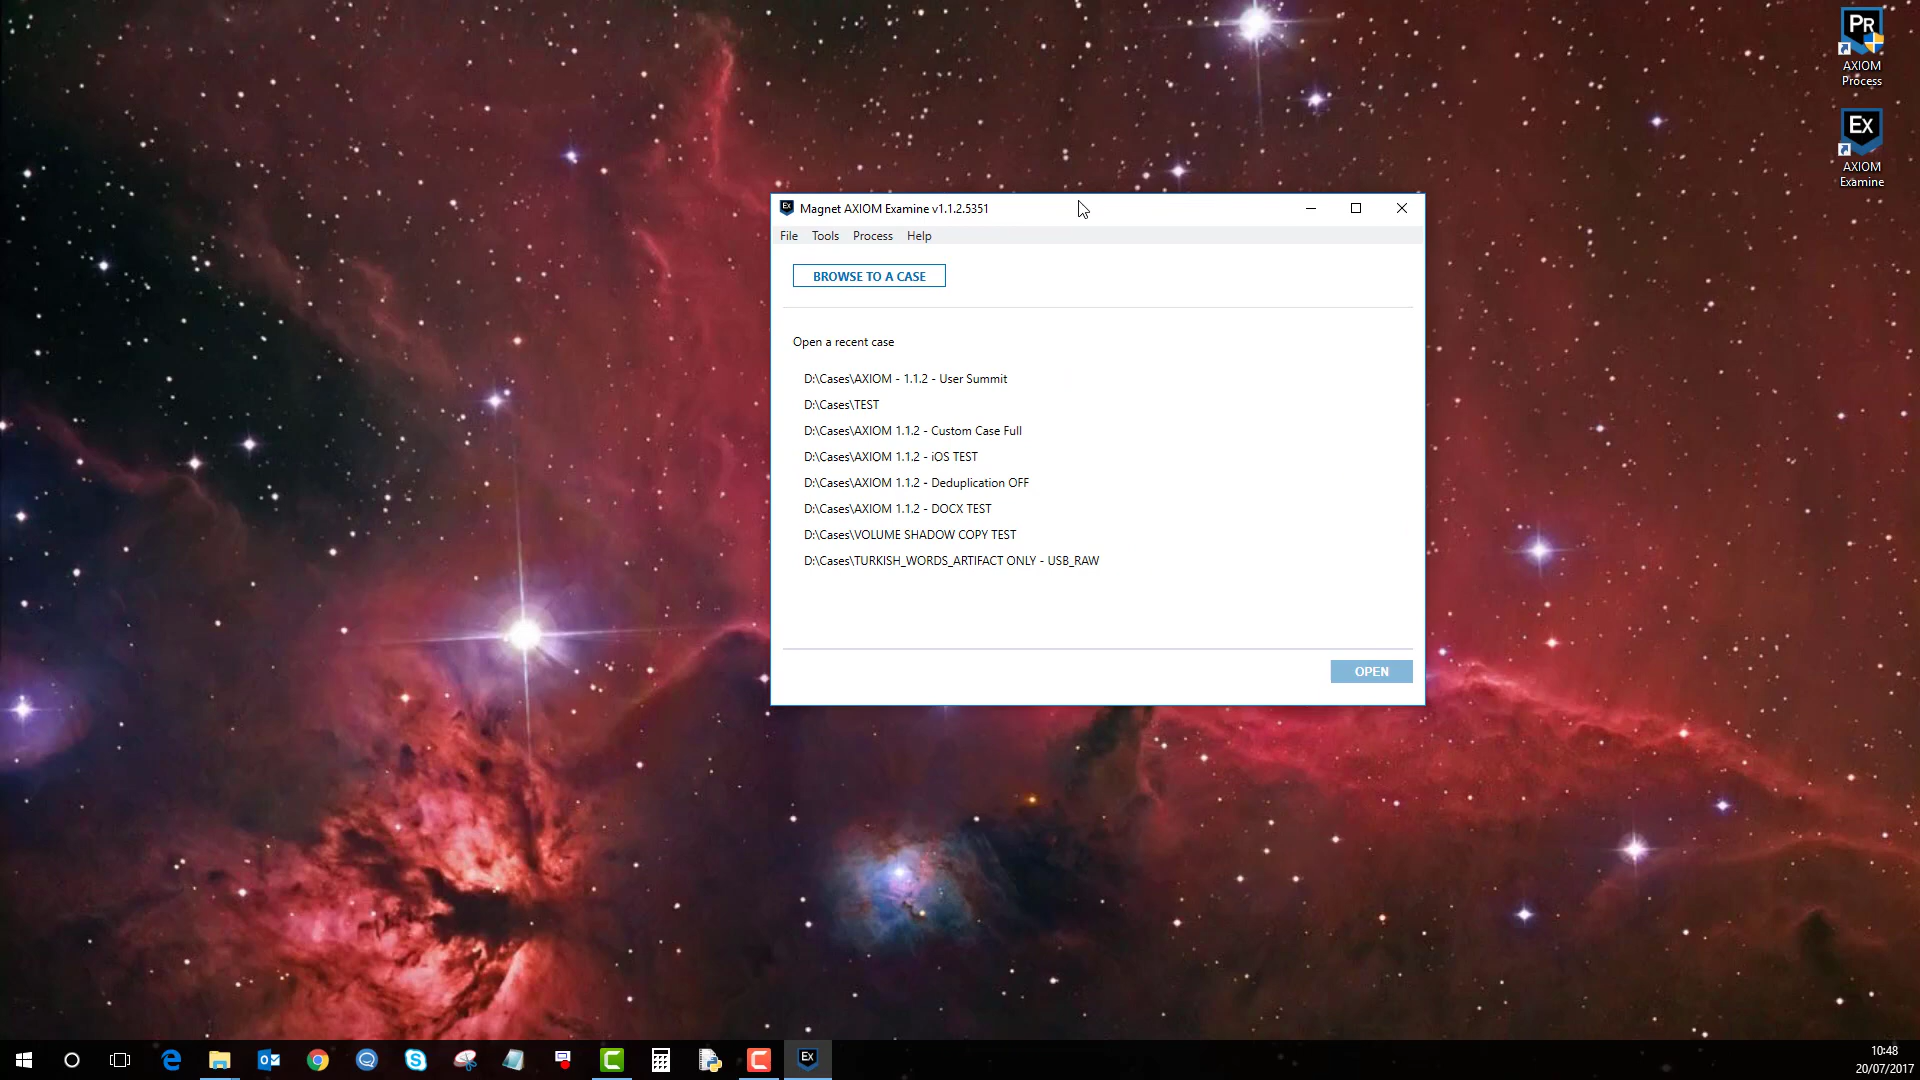 PR
AXIOM
Process
EX
AXIOM
Examine
Magnet AXIOM Examine v1.1.2.5351
File Tools Process Help
BROWSE TO A CASE
Open a recent case
D:\Cases\AXIOM - 1.1.2 - User Summit
D:\Cases\TEST
D:\Cases\AXIOM 1.1.2 - Custom Case Full
D:\Cases\AXIOM 1.1.2 - iOS TEST
D:\Cases\AXIOM 1.1.2 - Deduplication OFF
D:\Cases\AXIOM 1.1.2 - DOCX TEST
D:\Cases\VOLUME SHADOW COPY TEST
D:\Cases\TURKISH_WORDS_ARTIFACT ONLY - USB_RAW
OPEN
EX
10:48
20/07/2017